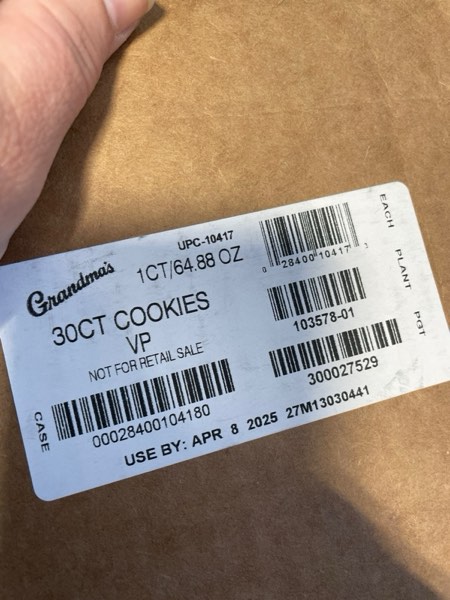 UPC-10417
Grandma's
1CT/64.88 OZ
0 28400 10417 3
EACH
30CT COOKIES
VP
NOT FOR RETAIL SALE
103578-01
PLANT
300027529
PGT
CASE
00028400104180
USE BY: APR 8 2025 27M13030441